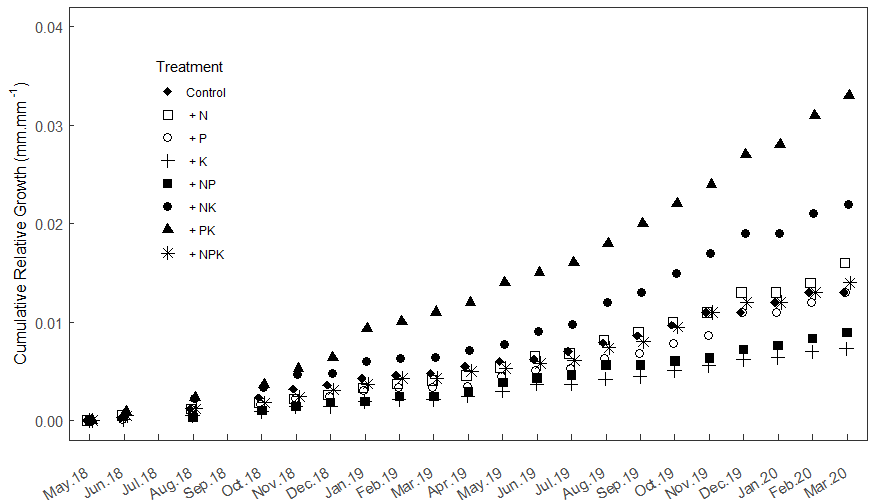 0.04
0.03
0.02
0.01
0.00
Cumulative Relative Growth (mm.mm⁻¹)
Treatment
Control
+ N
+ P
+ K
+ NP
+ NK
+ PK
+ NPK
May.18 Jun.18 Jul.18 Aug.18 Sep.18 Oct.18 Nov.18 Dec.18 Jan.19 Feb.19 Mar.19 Apr.19 May.19 Jun.19 Jul.19 Aug.19 Sep.19 Oct.19 Nov.19 Dec.19 Jan.20 Feb.20 Mar.20